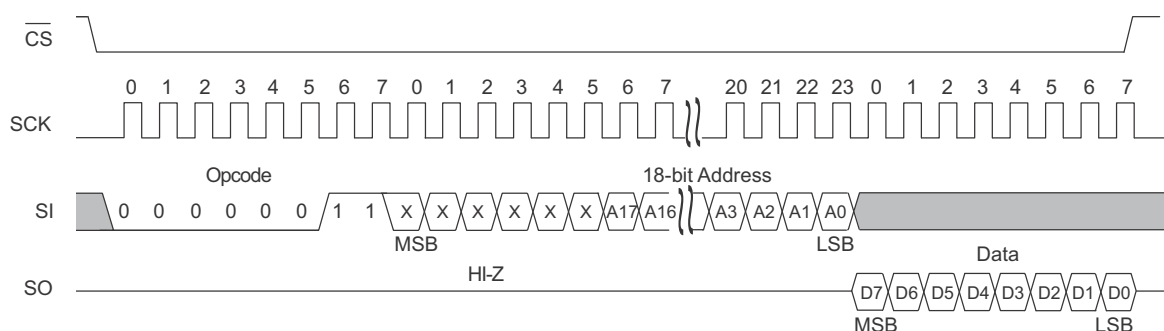 CS
0 1 2 3 4 5 6 7 0 1 2 3 4 5 6 7 20 21 22 23 0 1 2 3 4 5 6 7
SCK
Opcode 18-bit Address
SI 0 0 0 0 0 0 1 1 X X X X X X A17 A16 A3 A2 A1 A0
MSB LSB
HI-Z Data
SO D7 D6 D5 D4 D3 D2 D1 D0
MSB LSB